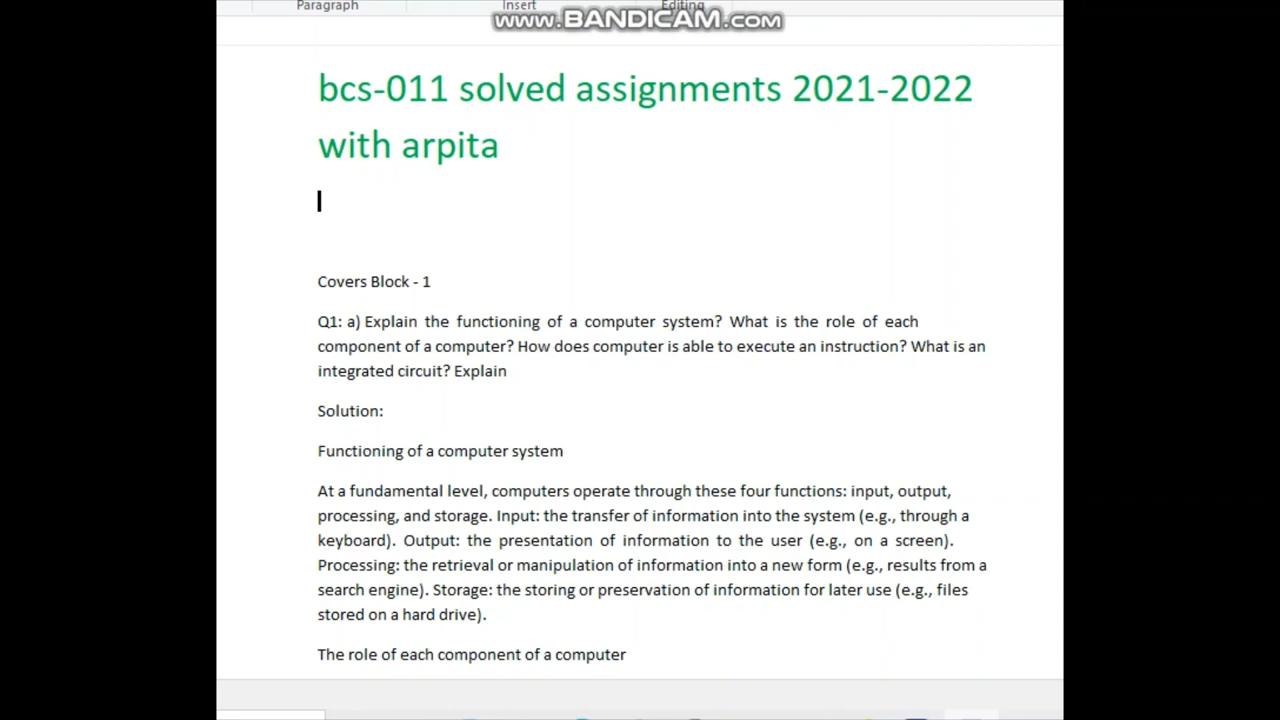 Paragraph Insert Editing
www.BANDICAM.com
bcs-011 solved assignments 2021-2022
with arpita
Covers Block - 1
Q1: a) Explain the functioning of a computer system? What is the role of each
component of a computer? How does computer is able to execute an instruction? What is an
integrated circuit? Explain
Solution:
Functioning of a computer system
At a fundamental level, computers operate through these four functions: input, output,
processing, and storage. Input: the transfer of information into the system (e.g., through a
keyboard). Output: the presentation of information to the user (e.g., on a screen).
Processing: the retrieval or manipulation of information into a new form (e.g., results from a
search engine). Storage: the storing or preservation of information for later use (e.g., files
stored on a hard drive).
The role of each component of a computer